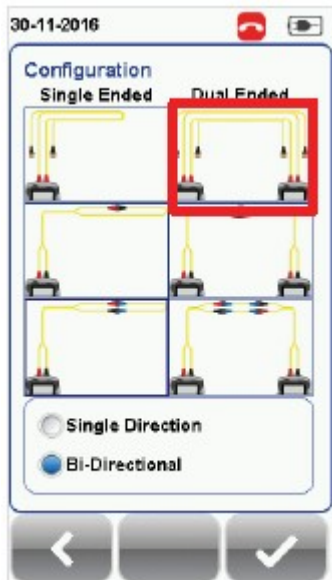 30-11-2016
Configuration
Single Ended Dual Ended
Single Direction
Bi-Directional